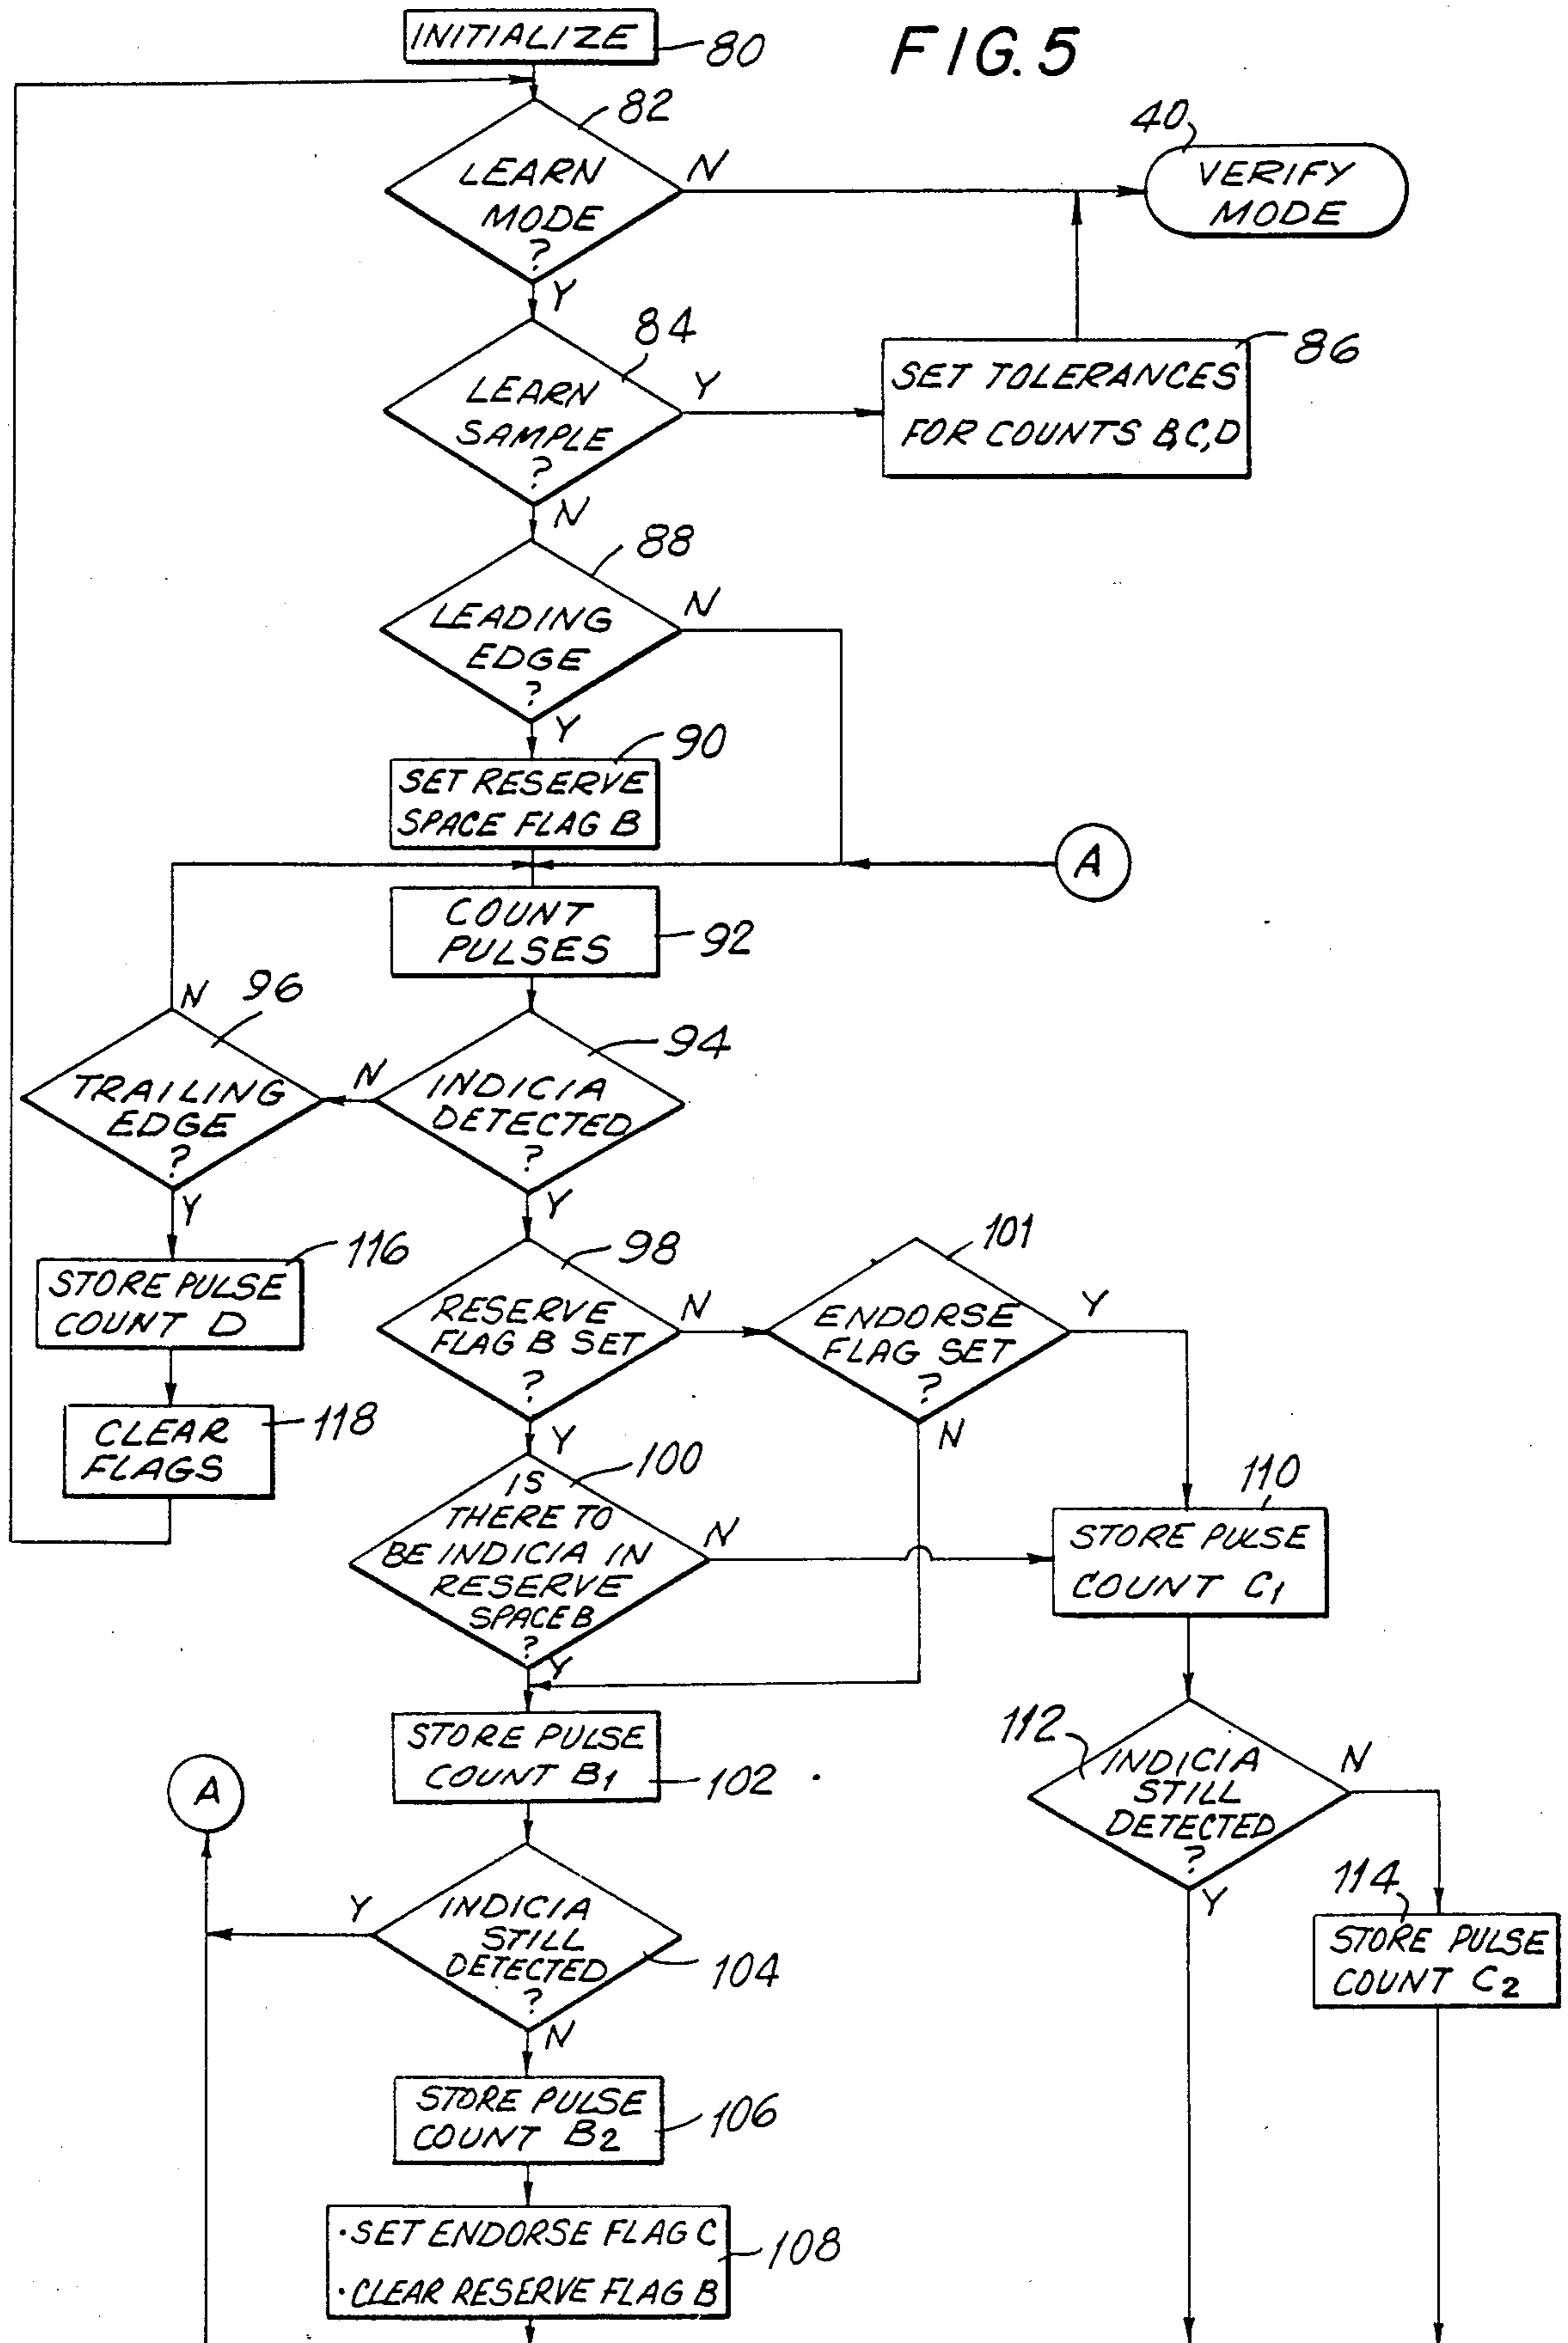 INITIALIZE
80
FIG. 5
82
LEARN
MODE
?
N
Y
40
VERIFY
MODE
84
LEARN
SAMPLE
?
Y
N
86
SET TOLERANCES
FOR COUNTS B,C,D
88
LEADING
EDGE
?
N
Y
90
SET RESERVE
SPACE FLAG B
A
COUNT
PULSES
92
96
N
TRAILING
EDGE
?
Y
94
N
INDICIA
DETECTED
?
Y
116
STORE PULSE
COUNT D
98
RESERVE
FLAG B SET
?
N
Y
101
ENDORSE
FLAG SET
?
Y
N
CLEAR
FLAGS
118
100
IS
THERE TO
BE INDICIA IN
RESERVE
SPACE B
?
N
Y
110
STORE PULSE
COUNT C1
STORE PULSE
COUNT B1
102
112
INDICIA
STILL
DETECTED
?
N
Y
A
Y
INDICIA
STILL
DETECTED
?
104
N
114
STORE PULSE
COUNT C2
STORE PULSE
COUNT B2
106
·SET ENDORSE FLAG C
·CLEAR RESERVE FLAG B
108